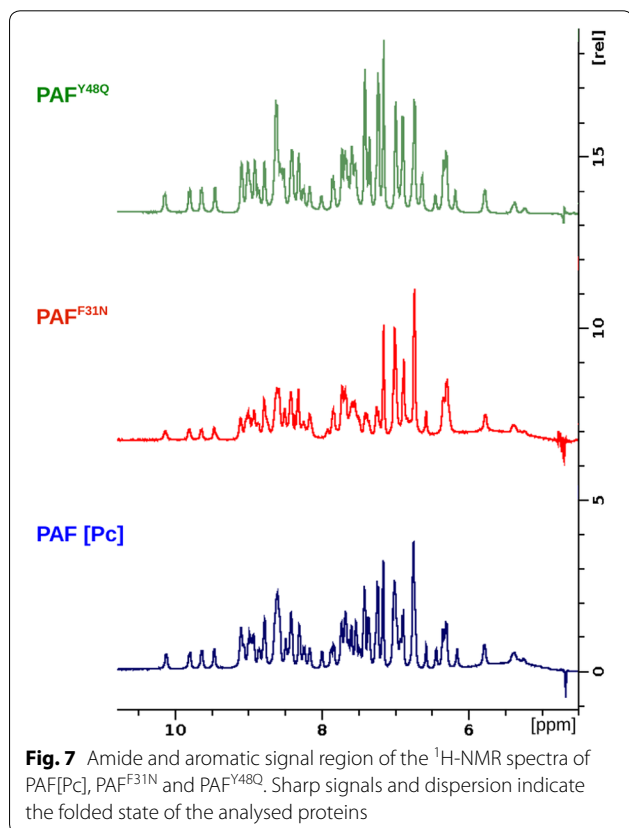 [rel]
PAF^Y48Q
15
PAF^F31N
10
5
PAF [Pc]
0
10
8
6
[ppm]
Fig. 7 Amide and aromatic signal region of the ¹H-NMR spectra of
PAF[Pc], PAF^F31N and PAF^Y48Q. Sharp signals and dispersion indicate
the folded state of the analysed proteins